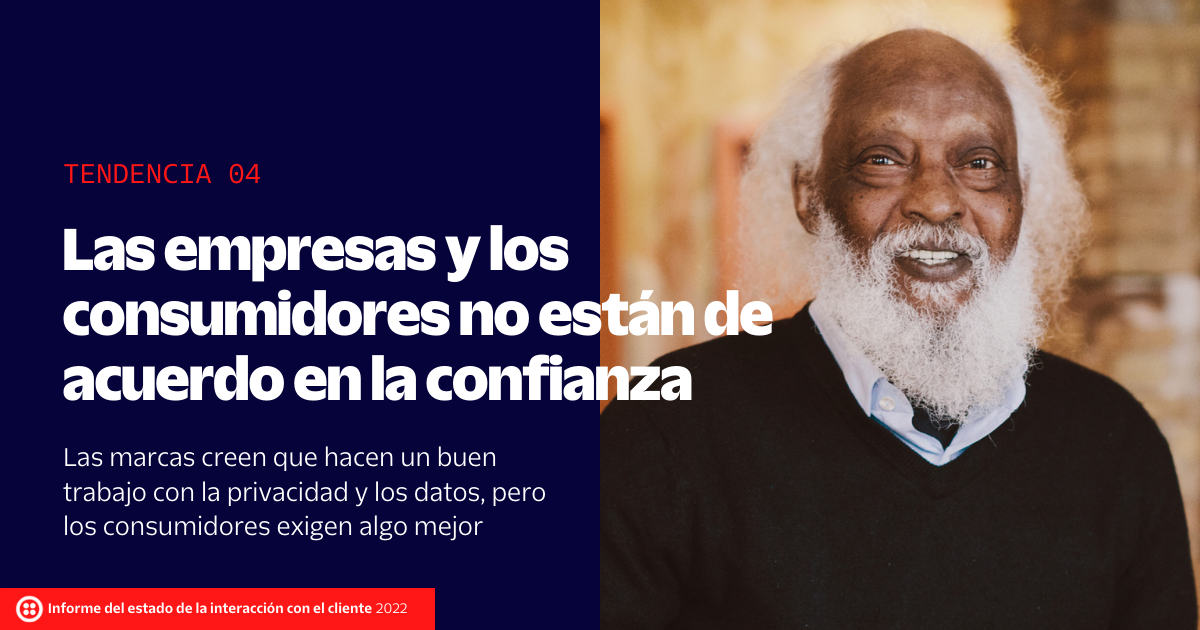 TENDENCIA 04
Las empresas y los
consumidores no están de
acuerdo en la confianza
Las marcas creen que hacen un buen
trabajo con la privacidad y los datos, pero
los consumidores exigen algo mejor
Informe del estado de la interacción con el cliente 2022